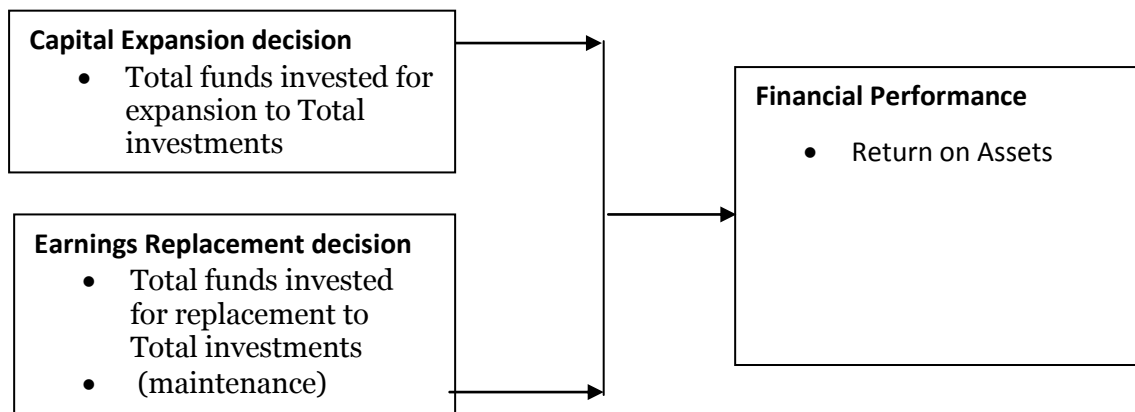 Capital Expansion decision
• Total funds invested for
expansion to Total
investments
Earnings Replacement decision
• Total funds invested
for replacement to
Total investments
• (maintenance)
Financial Performance
• Return on Assets